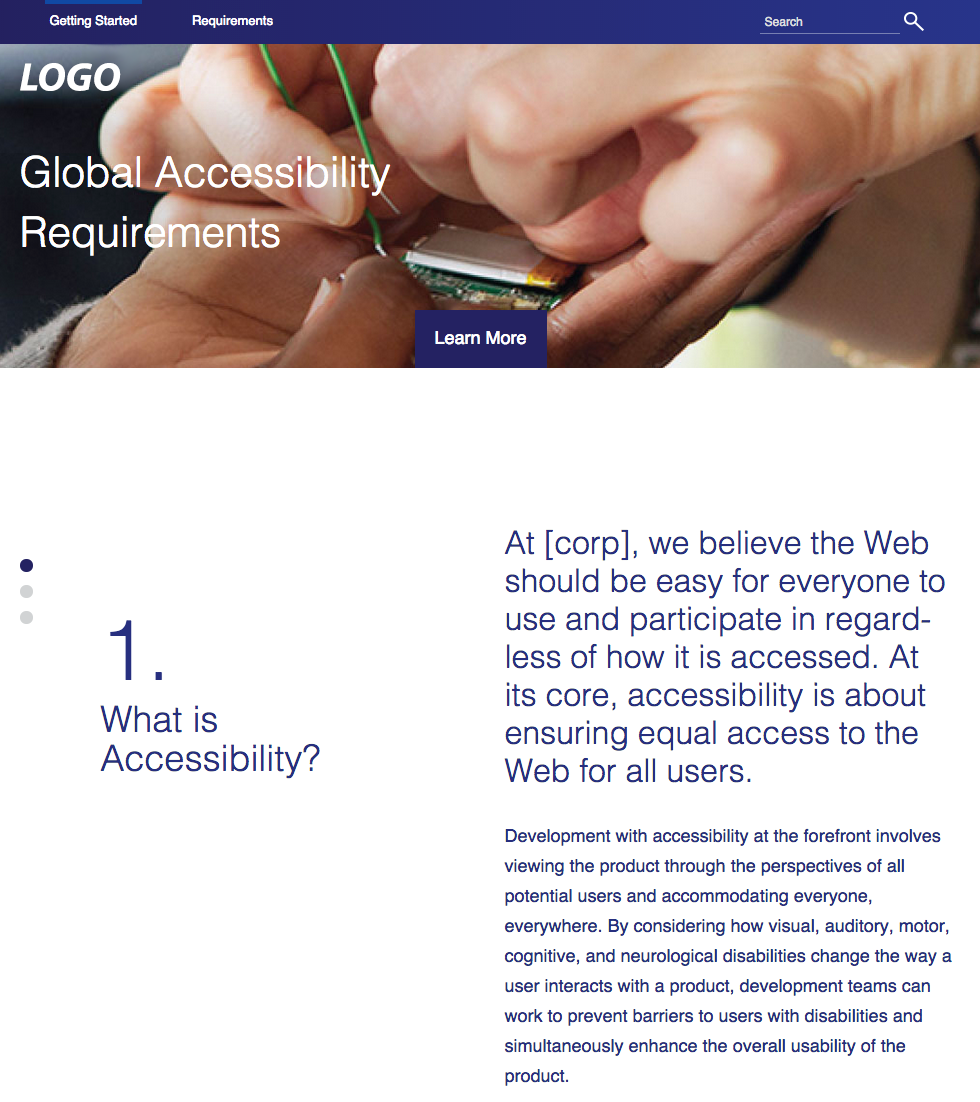 Getting Started
Requirements
Search
LOGO
Global Accessibility
Requirements
Learn More
1.
What is
Accessibility?
At [corp], we believe the Web
should be easy for everyone to
use and participate in regard-
less of how it is accessed. At
its core, accessibility is about
ensuring equal access to the
Web for all users.
Development with accessibility at the forefront involves
viewing the product through the perspectives of all
potential users and accommodating everyone,
everywhere. By considering how visual, auditory, motor,
cognitive, and neurological disabilities change the way a
user interacts with a product, development teams can
work to prevent barriers to users with disabilities and
simultaneously enhance the overall usability of the
product.